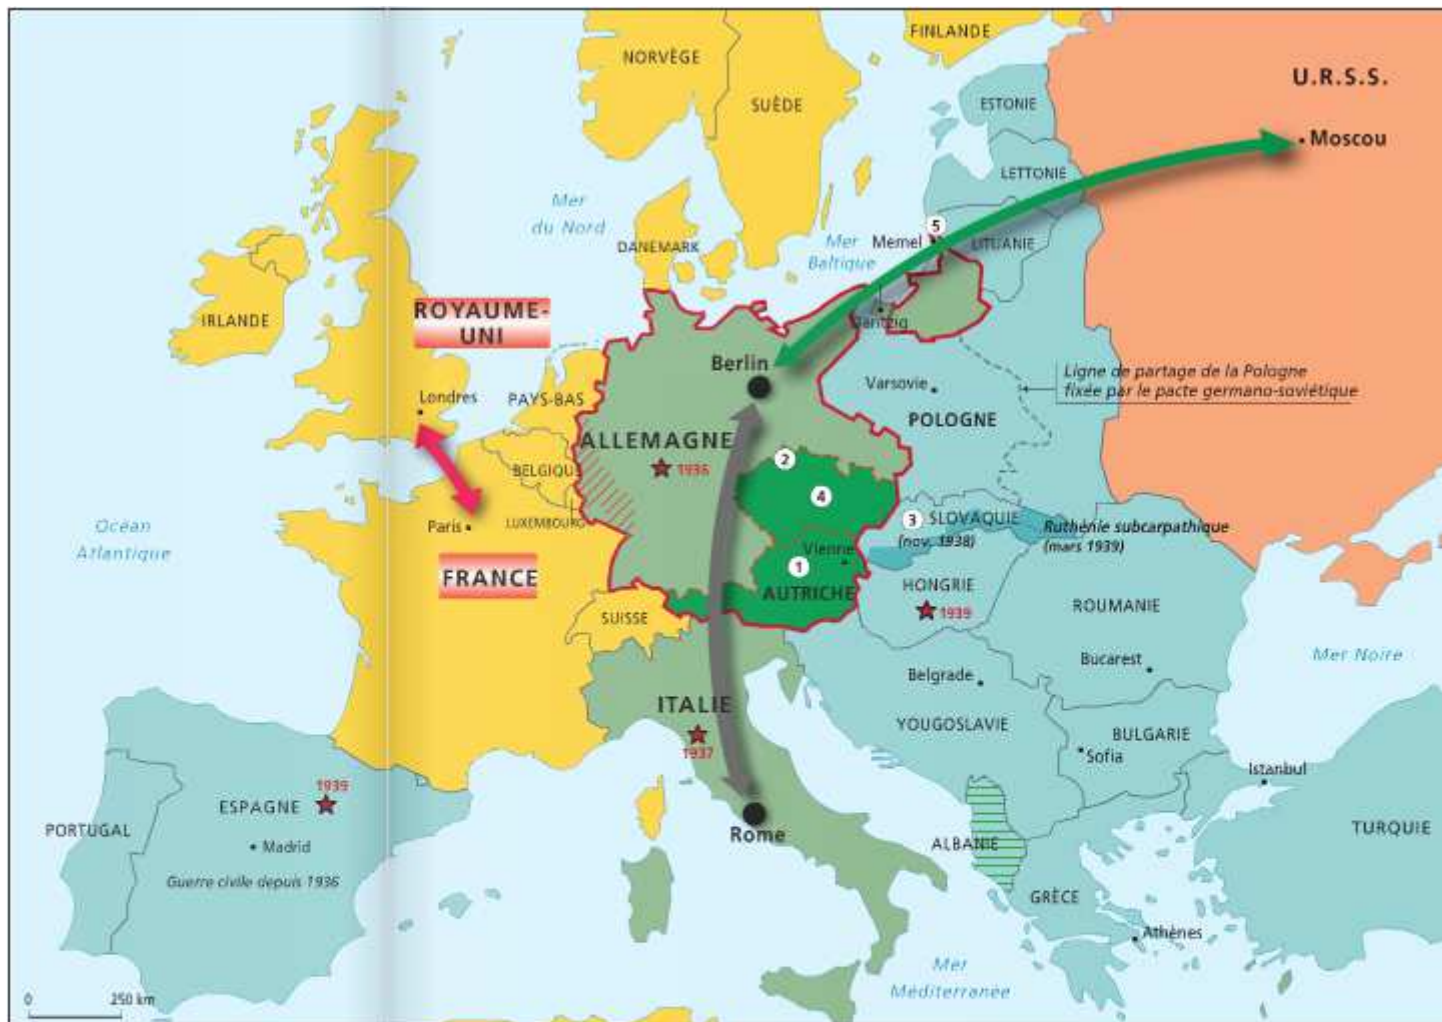 FINLANDE
NORVÈGE
U.R.S.S.
SUÈDE
ESTONIE
Moscou
LETTONIE
Mer
du Nord
5
Memel
LITUANIE
Mer
Baltique
DANEMARK
IRLANDE
ROYAUME-
UNI
Dantzig
Berlin
Ligne de partage de la Pologne
fixée par le pacte germano-soviétique
Varsovie
Londres
PAYS-BAS
POLOGNE
ALLEMAGNE
2
1936
BELGIQUE
4
Océan
Atlantique
Paris
LUXEMBOURG
3
SLOVAQUIE
(nov. 1938)
Ruthénie subcarpathique
(mars 1939)
Vienne
1
FRANCE
AUTRICHE
HONGRIE
1939
ROUMANIE
SUISSE
Mer Noire
Bucarest
Belgrade
ITALIE
1937
YOUGOSLAVIE
BULGARIE
Sofia
Istanbul
1939
ESPAGNE
PORTUGAL
Madrid
Rome
ALBANIE
TURQUIE
Guerre civile depuis 1936
GRÈCE
Athènes
Mer
Méditerranée
0
250 km